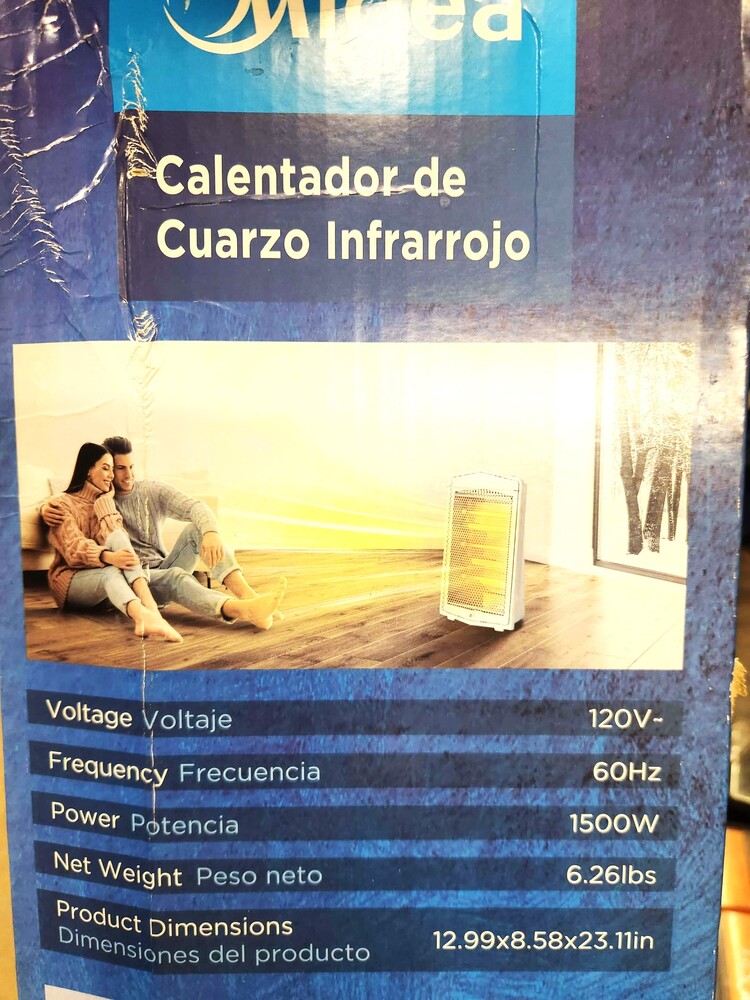 Midea
Calentador de
Cuarzo Infrarrojo
Voltage Voltaje 120V~
Frequency Frecuencia 60Hz
Power Potencia 1500W
Net Weight Peso neto 6.26lbs
Product Dimensions
Dimensiones del producto 12.99x8.58x23.11in